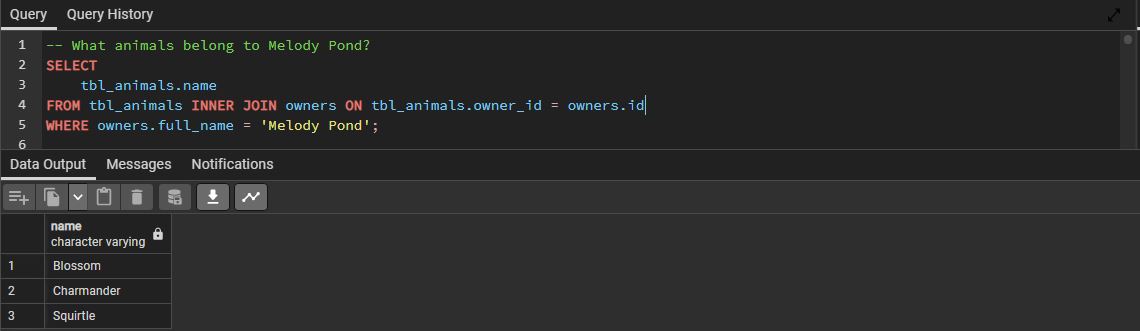 Query Query History
1 -- What animals belong to Melody Pond?
2 SELECT
3 tbl_animals.name
4 FROM tbl_animals INNER JOIN owners ON tbl_animals.owner_id = owners.id
5 WHERE owners.full_name = 'Melody Pond';
6
Data Output Messages Notifications
name
character varying
1 Blossom
2 Charmander
3 Squirtle